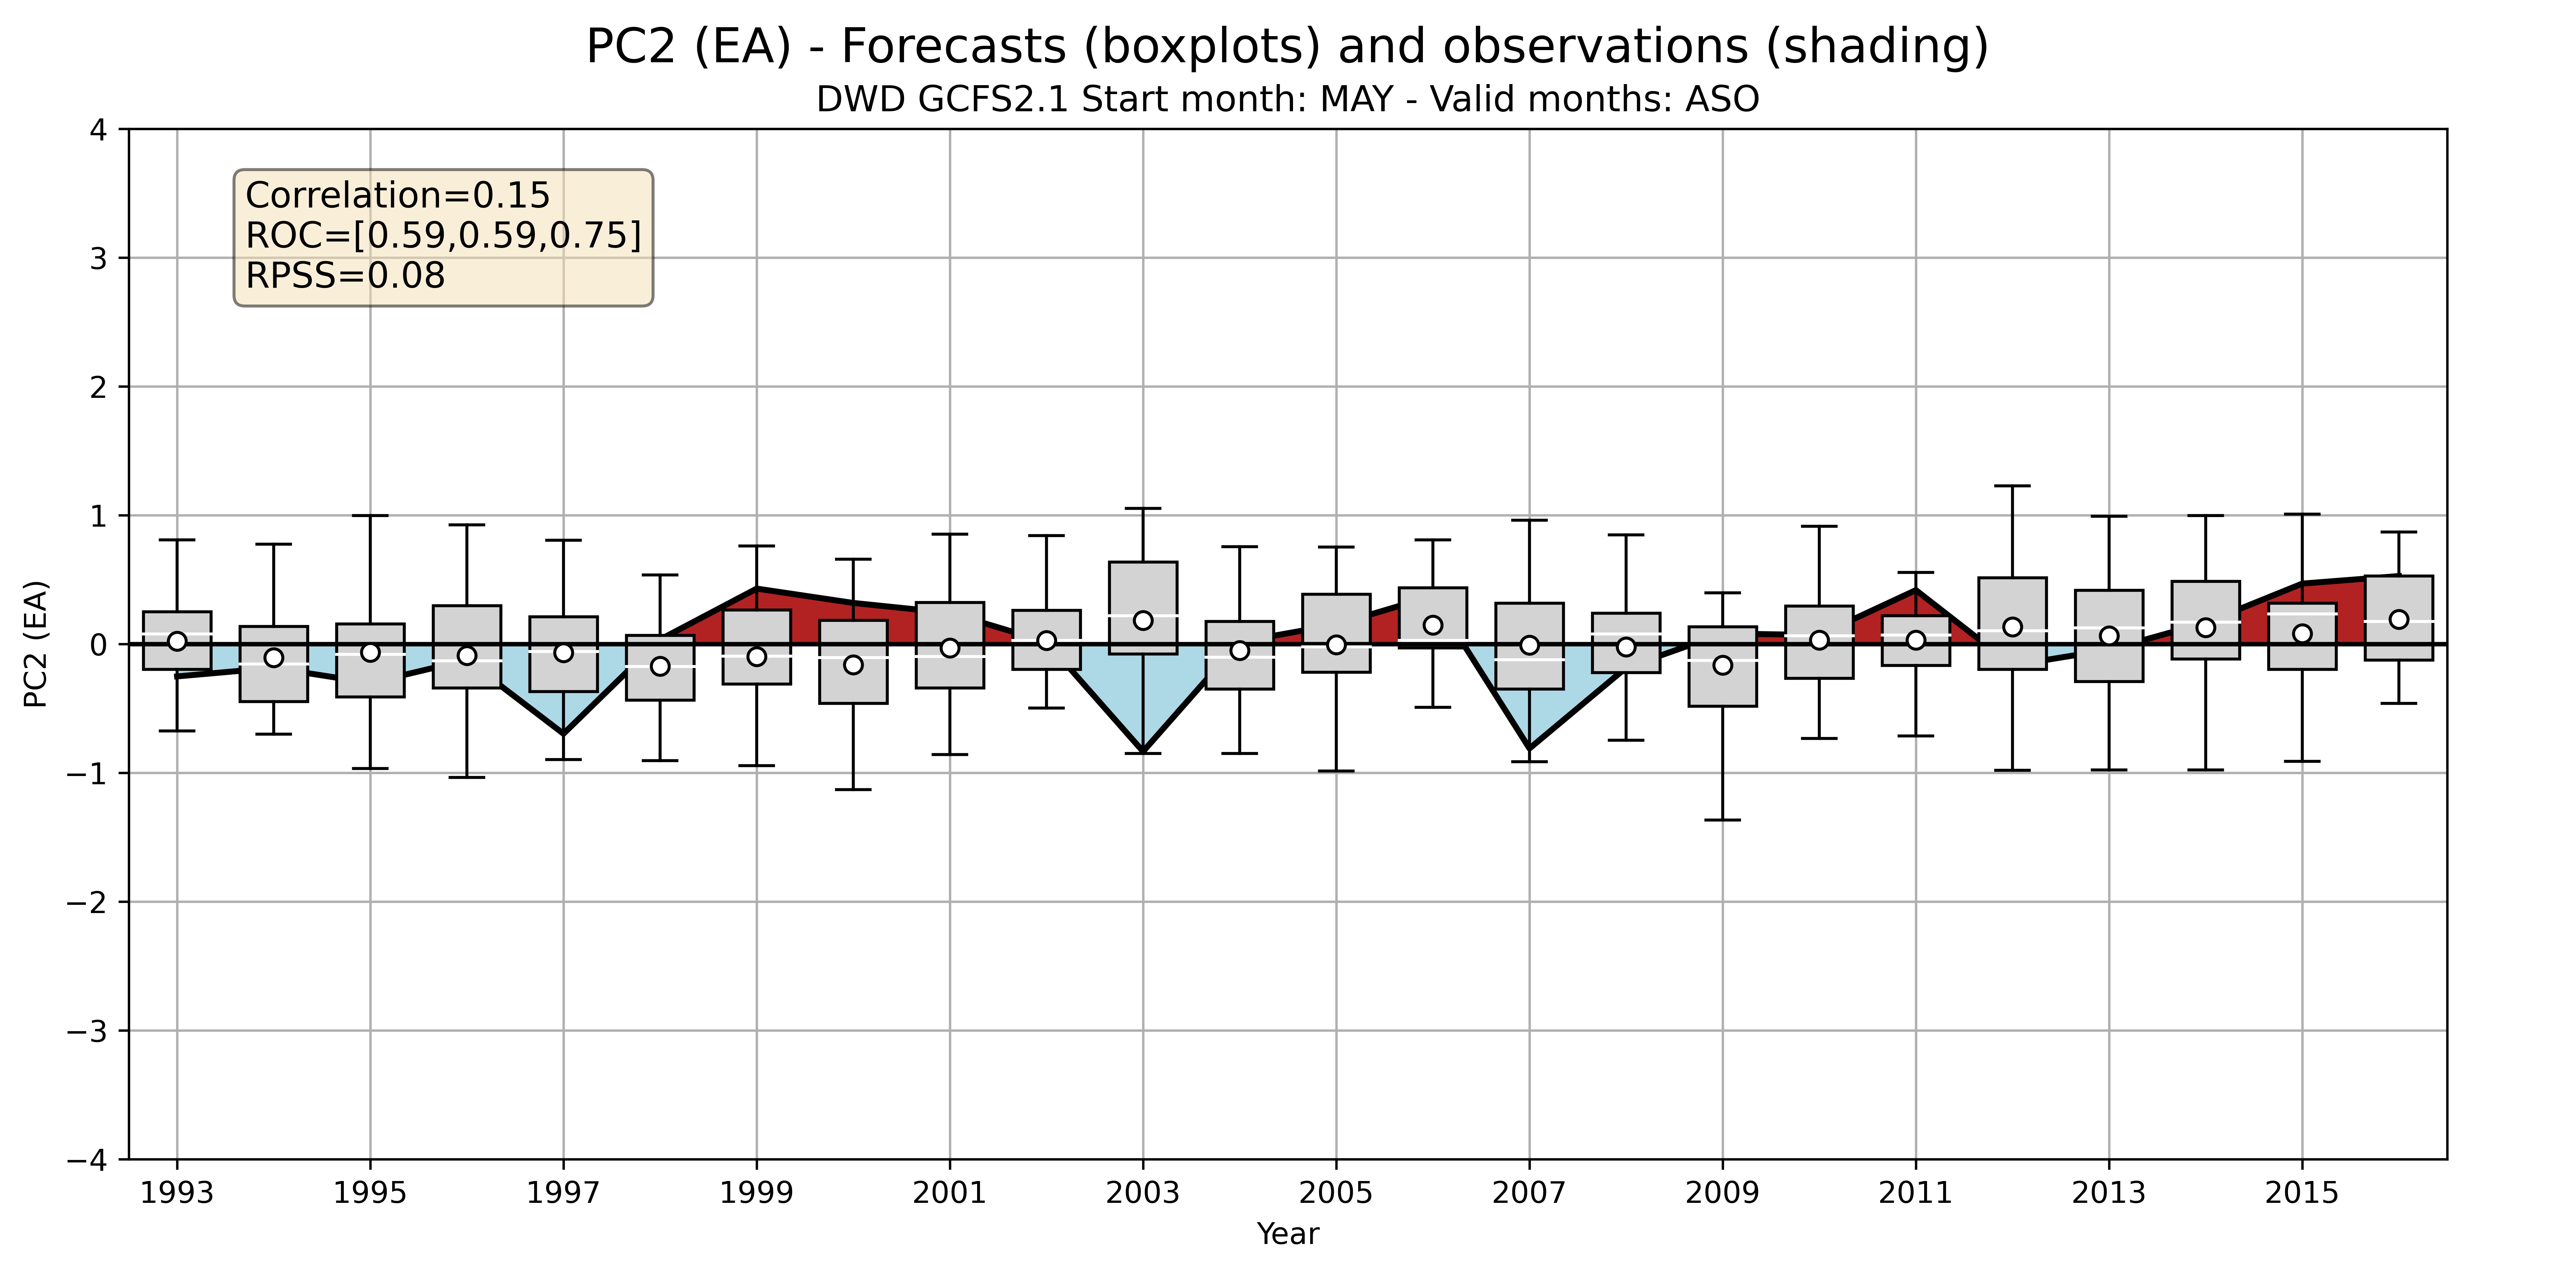 PC2 (EA) - Forecasts (boxplots) and observations (shading)
DWD GCFS2.1 Start month: MAY - Valid months: ASO
Correlation=0.15
ROC=[0.59,0.59,0.75]
RPSS=0.08
PC2 (EA)
4
3
2
1
0
−1
−2
−3
−4
1993 1995 1997 1999 2001 2003 2005 2007 2009 2011 2013 2015
Year